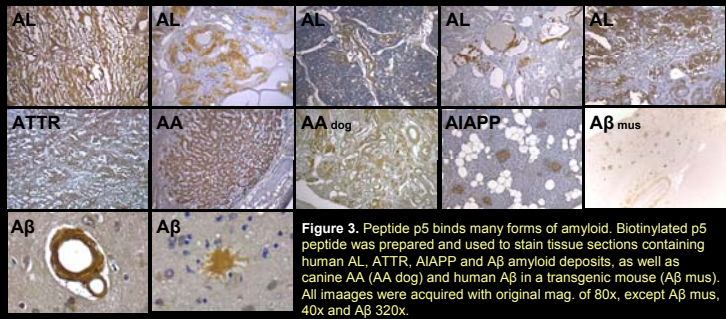 AL
AL
AL
AL
AL
ATTR
AA
AA dog
AIAPP
Aβ mus
Aβ
Aβ
Figure 3. Peptide p5 binds many forms of amyloid. Biotinylated p5
peptide was prepared and used to stain tissue sections containing
human AL, ATTR, AIAPP and Aβ amyloid deposits, as well as
canine AA (AA dog) and human Aβ in a transgenic mouse (Aβ mus).
All imaages were acquired with original mag. of 80x, except Aβ mus,
40x and Aβ 320x.